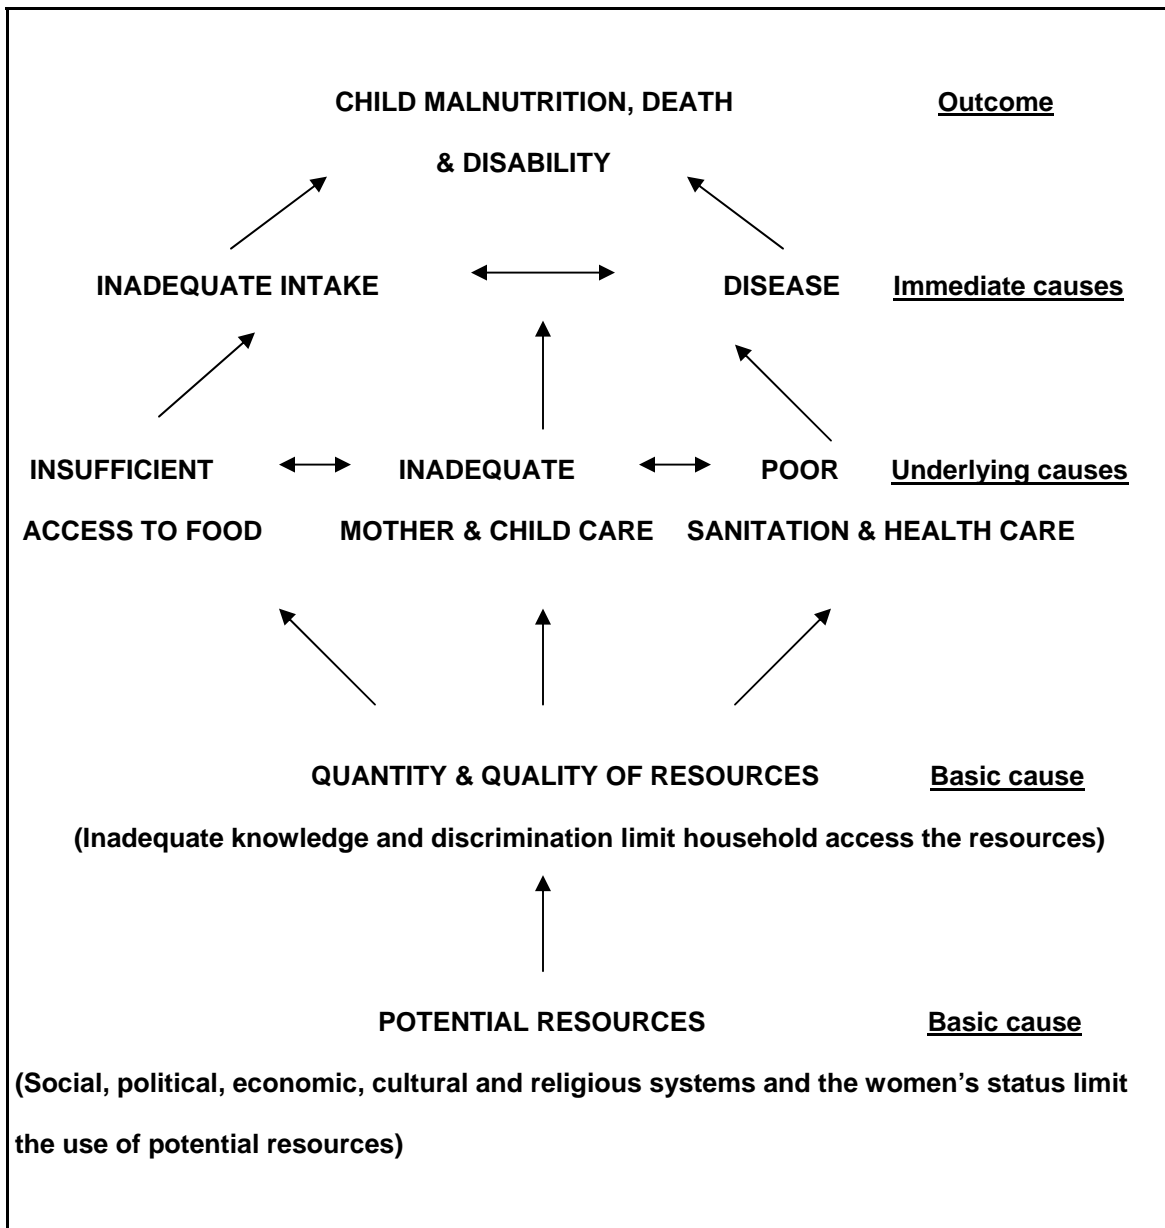 CHILD MALNUTRITION, DEATH Outcome
& DISABILITY
INADEQUATE INTAKE DISEASE Immediate causes
INSUFFICIENT INADEQUATE POOR Underlying causes
ACCESS TO FOOD MOTHER & CHILD CARE SANITATION & HEALTH CARE
QUANTITY & QUALITY OF RESOURCES Basic cause
(Inadequate knowledge and discrimination limit household access the resources)
POTENTIAL RESOURCES Basic cause
(Social, political, economic, cultural and religious systems and the women’s status limit
the use of potential resources)